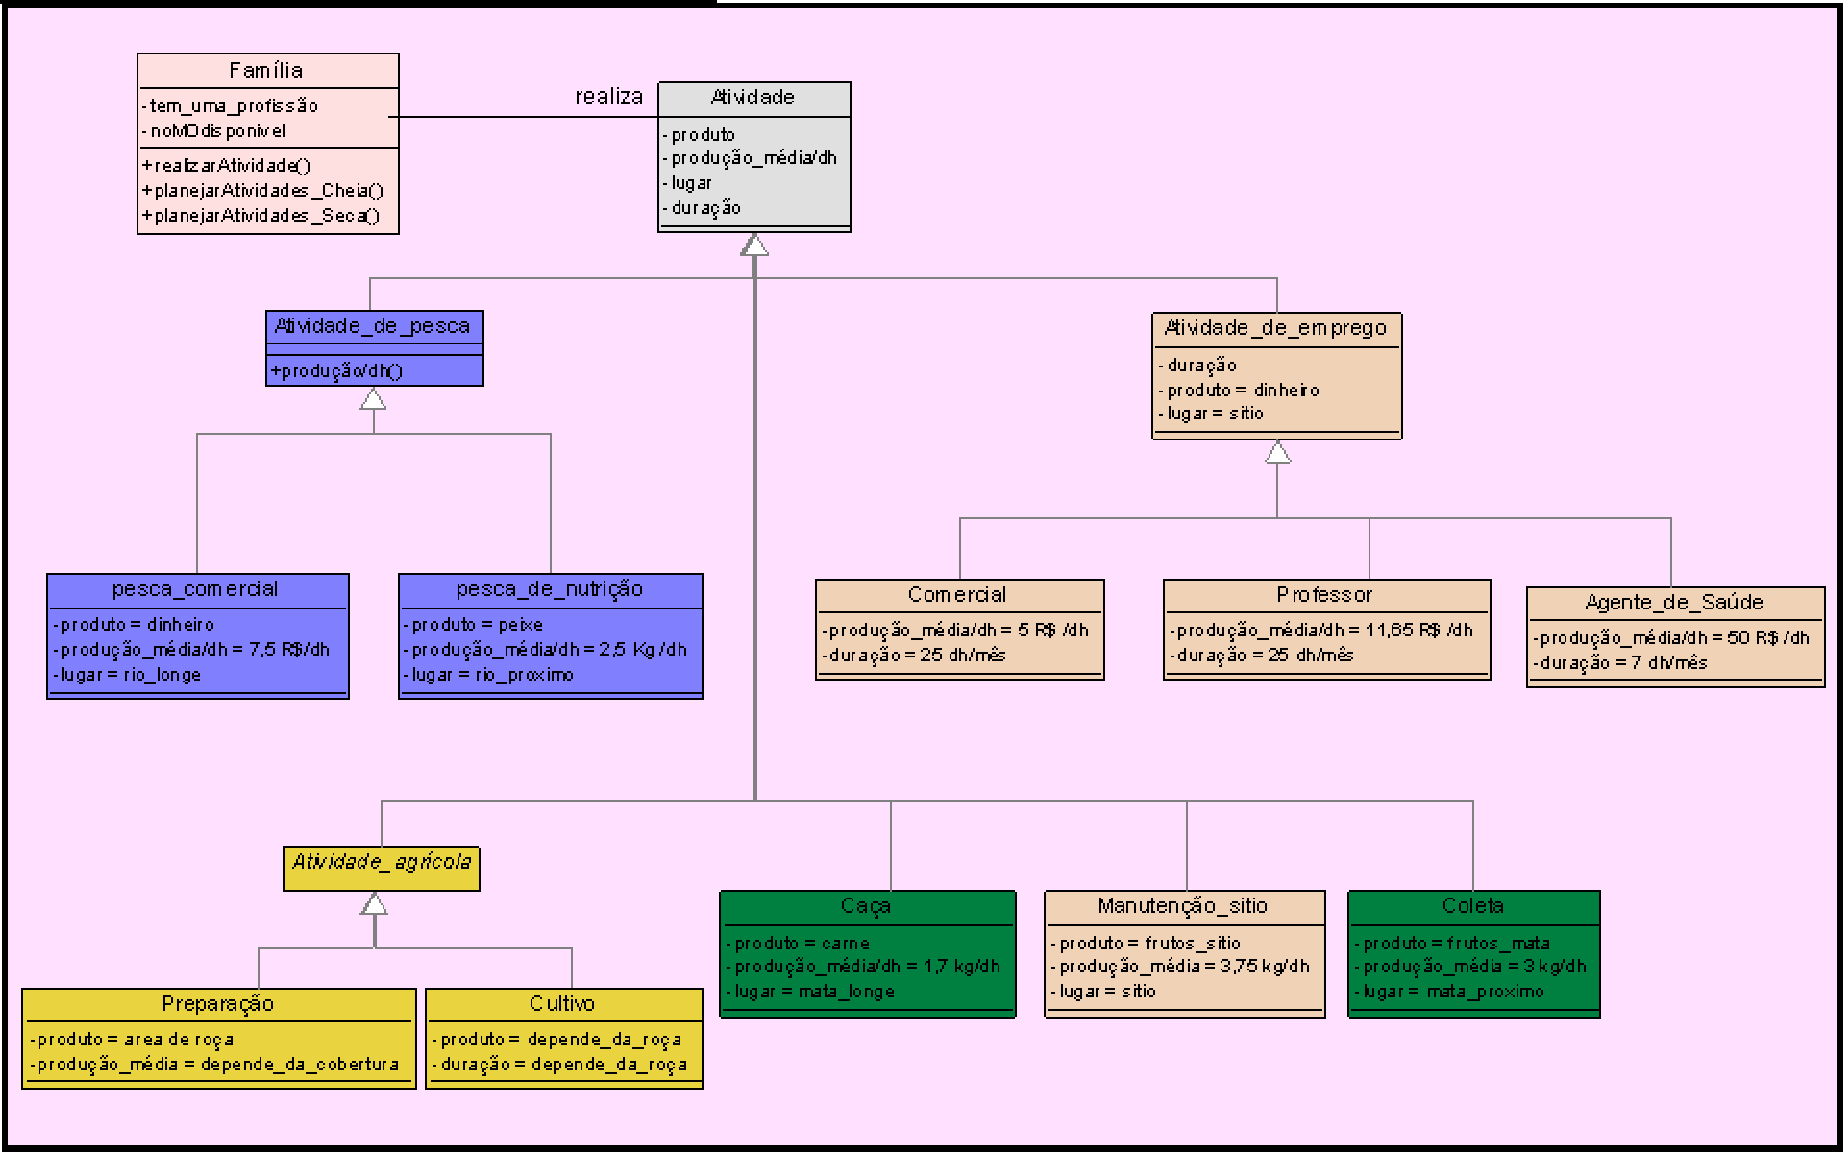 Família
- tem_uma_profissão
- noMOdisponivel
+realizarAtividade()
+planejarAtividades_Cheia()
+planejarAtividades_Seca()
realiza
Atividade
- produto
- produção_média/dh
- lugar
- duração
Atividade_de_pesca
+produção/dh()
Atividade_de_emprego
- duração
- produto = dinheiro
- lugar = sitio
pesca_comercial
- produto = dinheiro
- produção_média/dh = 7,5 R$/dh
- lugar = rio_longe
pesca_de_nutrição
- produto = peixe
- produção_média/dh = 2,5 Kg/dh
- lugar = rio_proximo
Comercial
- produção_média/dh = 5 R$ /dh
- duração = 25 dh/mês
Professor
- produção_média/dh = 11,65 R$ /dh
- duração = 25 dh/mês
Agente_de_Saúde
- produção_média/dh = 50 R$ /dh
- duração = 7 dh/mês
Atividade_agrícola
Caça
- produto = carne
- produção_média/dh = 1,7 kg/dh
- lugar = mata_longe
Manutenção_sitio
- produto = frutos_sitio
- produção_média = 3,75 kg/dh
- lugar = sitio
Coleta
- produto = frutos_mata
- produção_média = 3 kg/dh
- lugar = mata_proximo
Preparação
- produto = area de roça
- produção_média = depende_da_cobertura
Cultivo
- produto = depende_da_roça
- duração = depende_da_roça